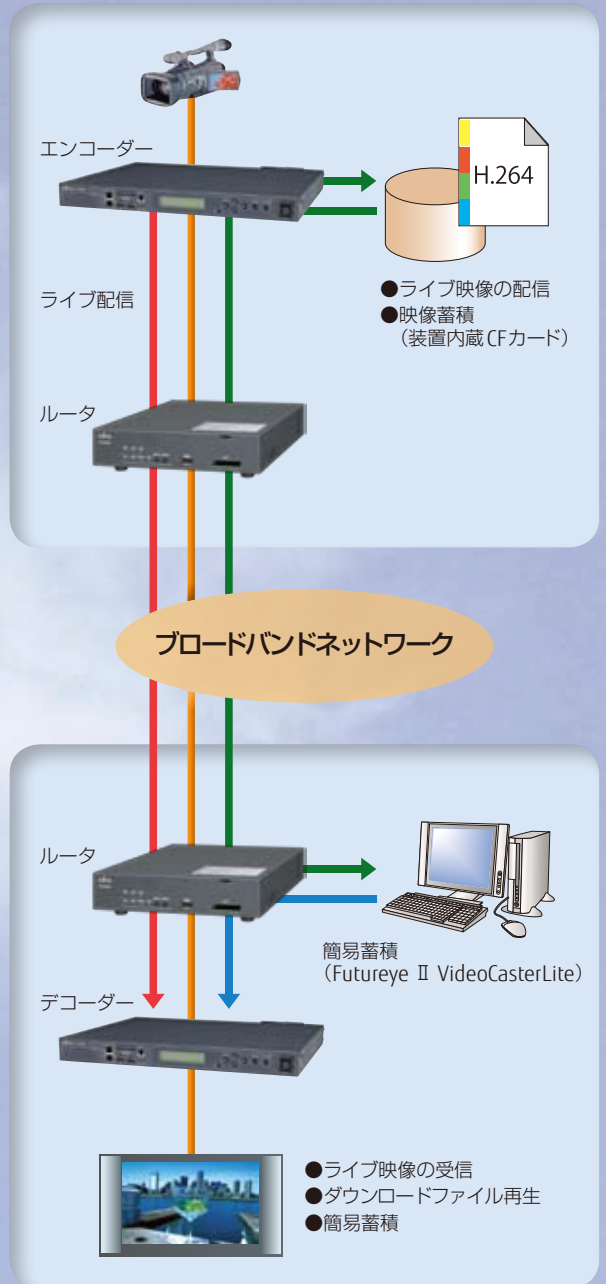 エンコーダー
H.264
ライブ配信
●ライブ映像の配信
●映像蓄積
（装置内蔵CFカード）
ルータ
ブロードバンドネットワーク
ルータ
簡易蓄積
（Futureye Ⅱ VideoCasterLite）
デコーダー
●ライブ映像の受信
●ダウンロードファイル再生
●簡易蓄積